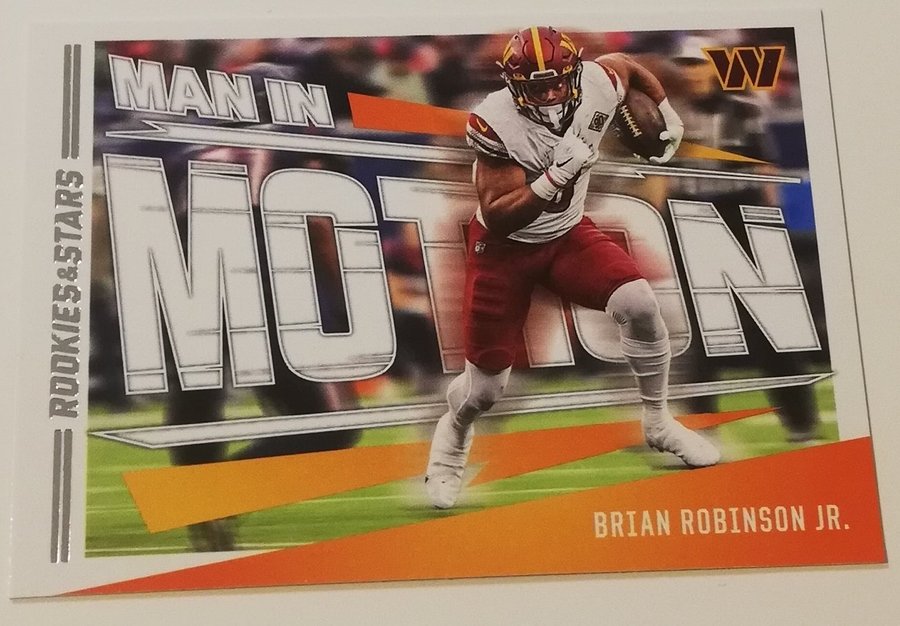 MAN IN
MOTION
ROOKIES&STARS
W
BRIAN ROBINSON JR.